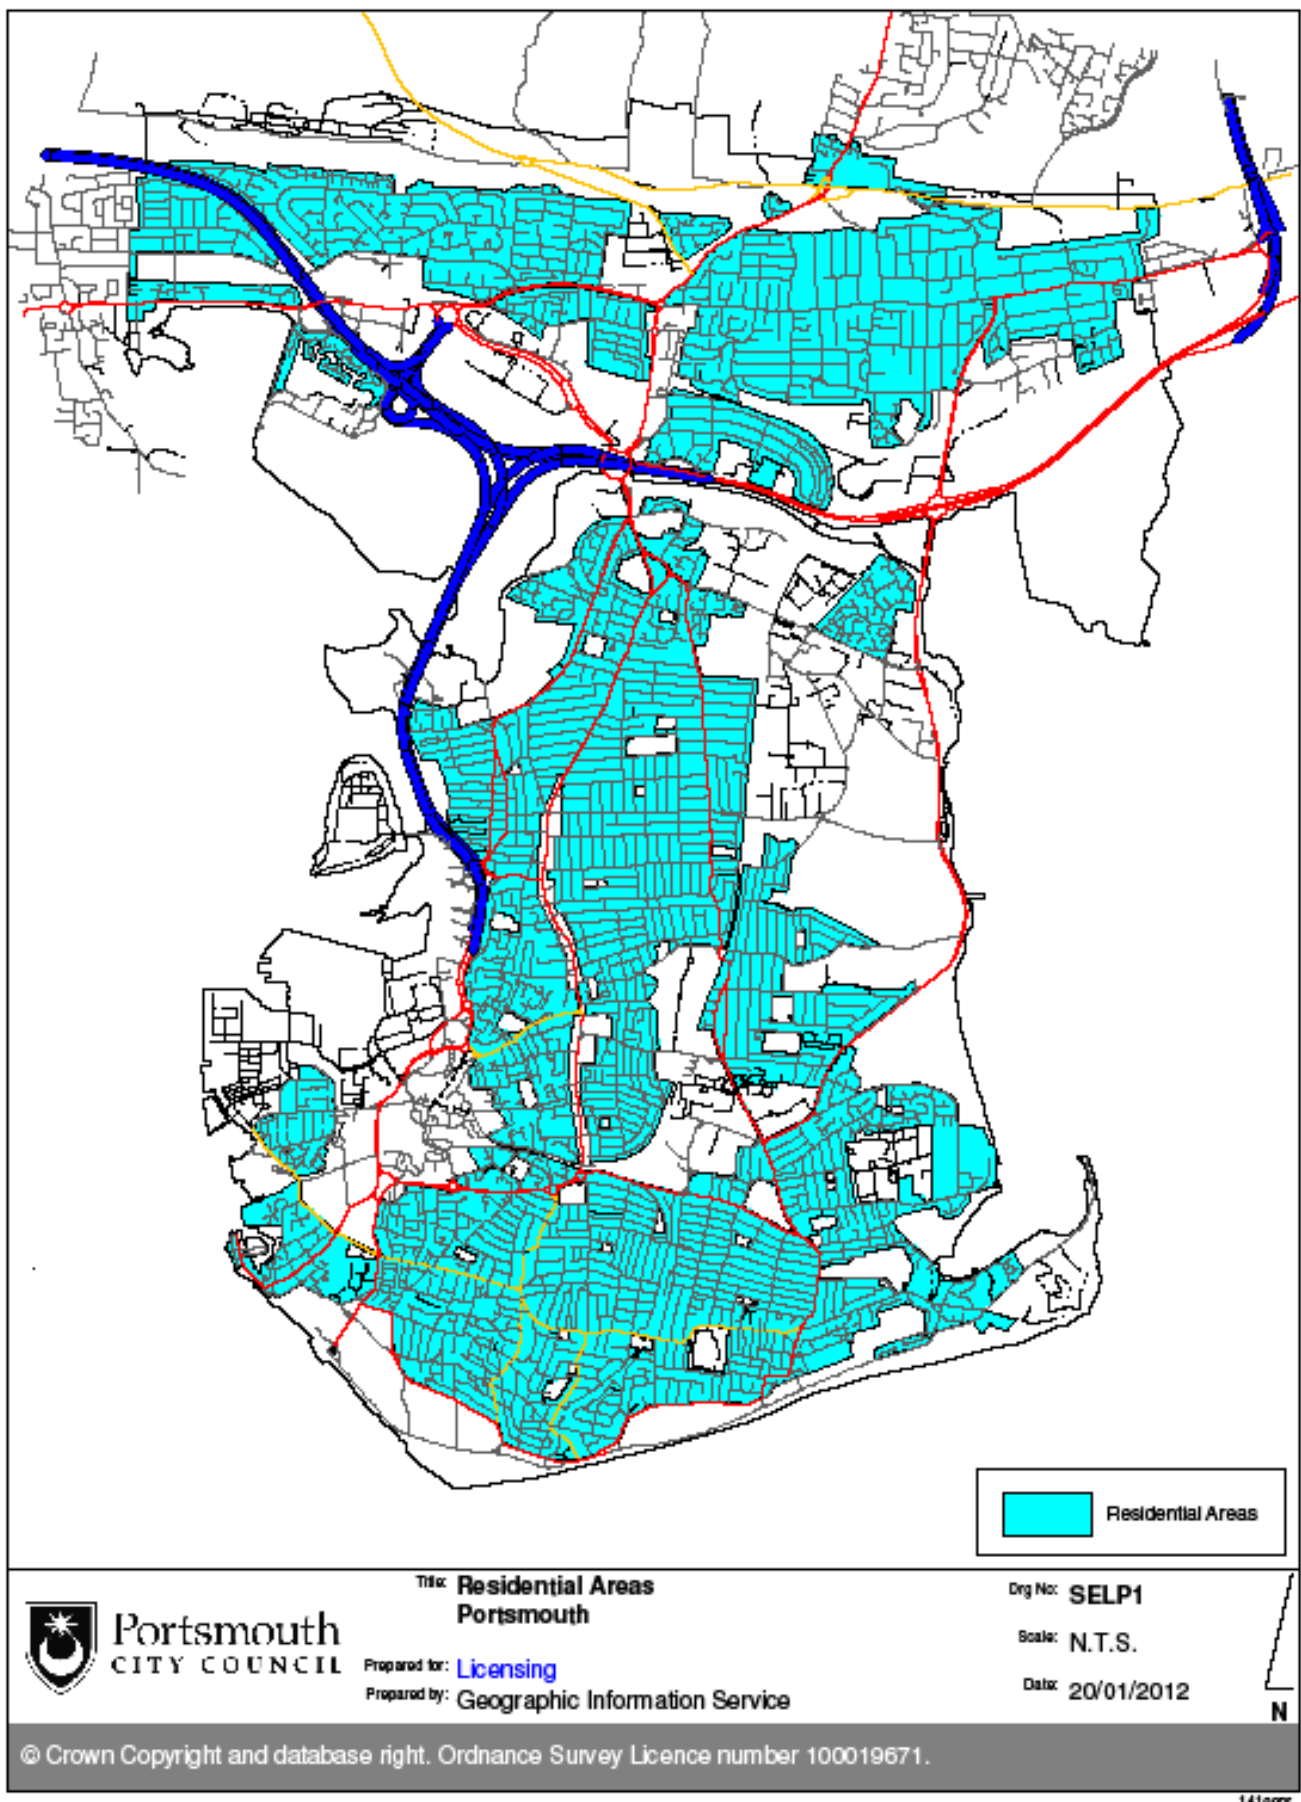 Residential Areas
Title: Residential Areas
Portsmouth
Drg No: SELP1
Portsmouth
CITY COUNCIL
Scale: N.T.S.
Prepared for: Licensing
Prepared by: Geographic Information Service
Date: 20/01/2012
N
© Crown Copyright and database right. Ordnance Survey Licence number 100019671.